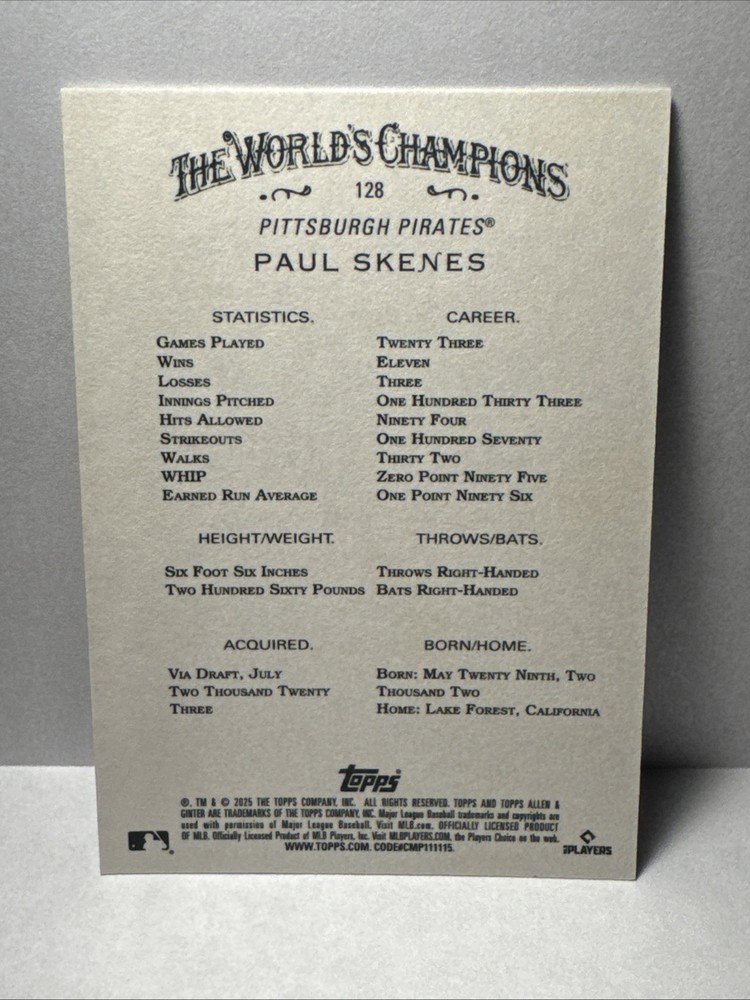 THE WORLD'S CHAMPIONS
128
PITTSBURGH PIRATES®
PAUL SKENES
STATISTICS. CAREER.
GAMES PLAYED TWENTY THREE
WINS ELEVEN
LOSSES THREE
INNINGS PITCHED ONE HUNDRED THIRTY THREE
HITS ALLOWED NINETY FOUR
STRIKEOUTS ONE HUNDRED SEVENTY
WALKS THIRTY TWO
WHIP ZERO POINT NINETY FIVE
EARNED RUN AVERAGE ONE POINT NINETY SIX
HEIGHT/WEIGHT. THROWS/BATS.
SIX FOOT SIX INCHES THROWS RIGHT-HANDED
TWO HUNDRED SIXTY POUNDS BATS RIGHT-HANDED
ACQUIRED. BORN/HOME.
VIA DRAFT, JULY BORN: MAY TWENTY NINTH, TWO
TWO THOUSAND TWENTY THOUSAND TWO
THREE HOME: LAKE FOREST, CALIFORNIA
topps®
®, TM & © 2025 THE TOPPS COMPANY, INC. ALL RIGHTS RESERVED. TOPPS AND TOPPS ALLEN &
GINTER ARE TRADEMARKS OF THE TOPPS COMPANY, INC. Major League Baseball trademarks and copyrights are
used with permission of Major League Baseball. Visit MLB.com. OFFICIALLY LICENSED PRODUCT
OF MLB. Officially Licensed Product of MLB Players, Inc. Visit MLBPLAYERS.COM, the Players Choice on the web.
WWW.TOPPS.COM. CODE#CMP111115.
PLAYERS